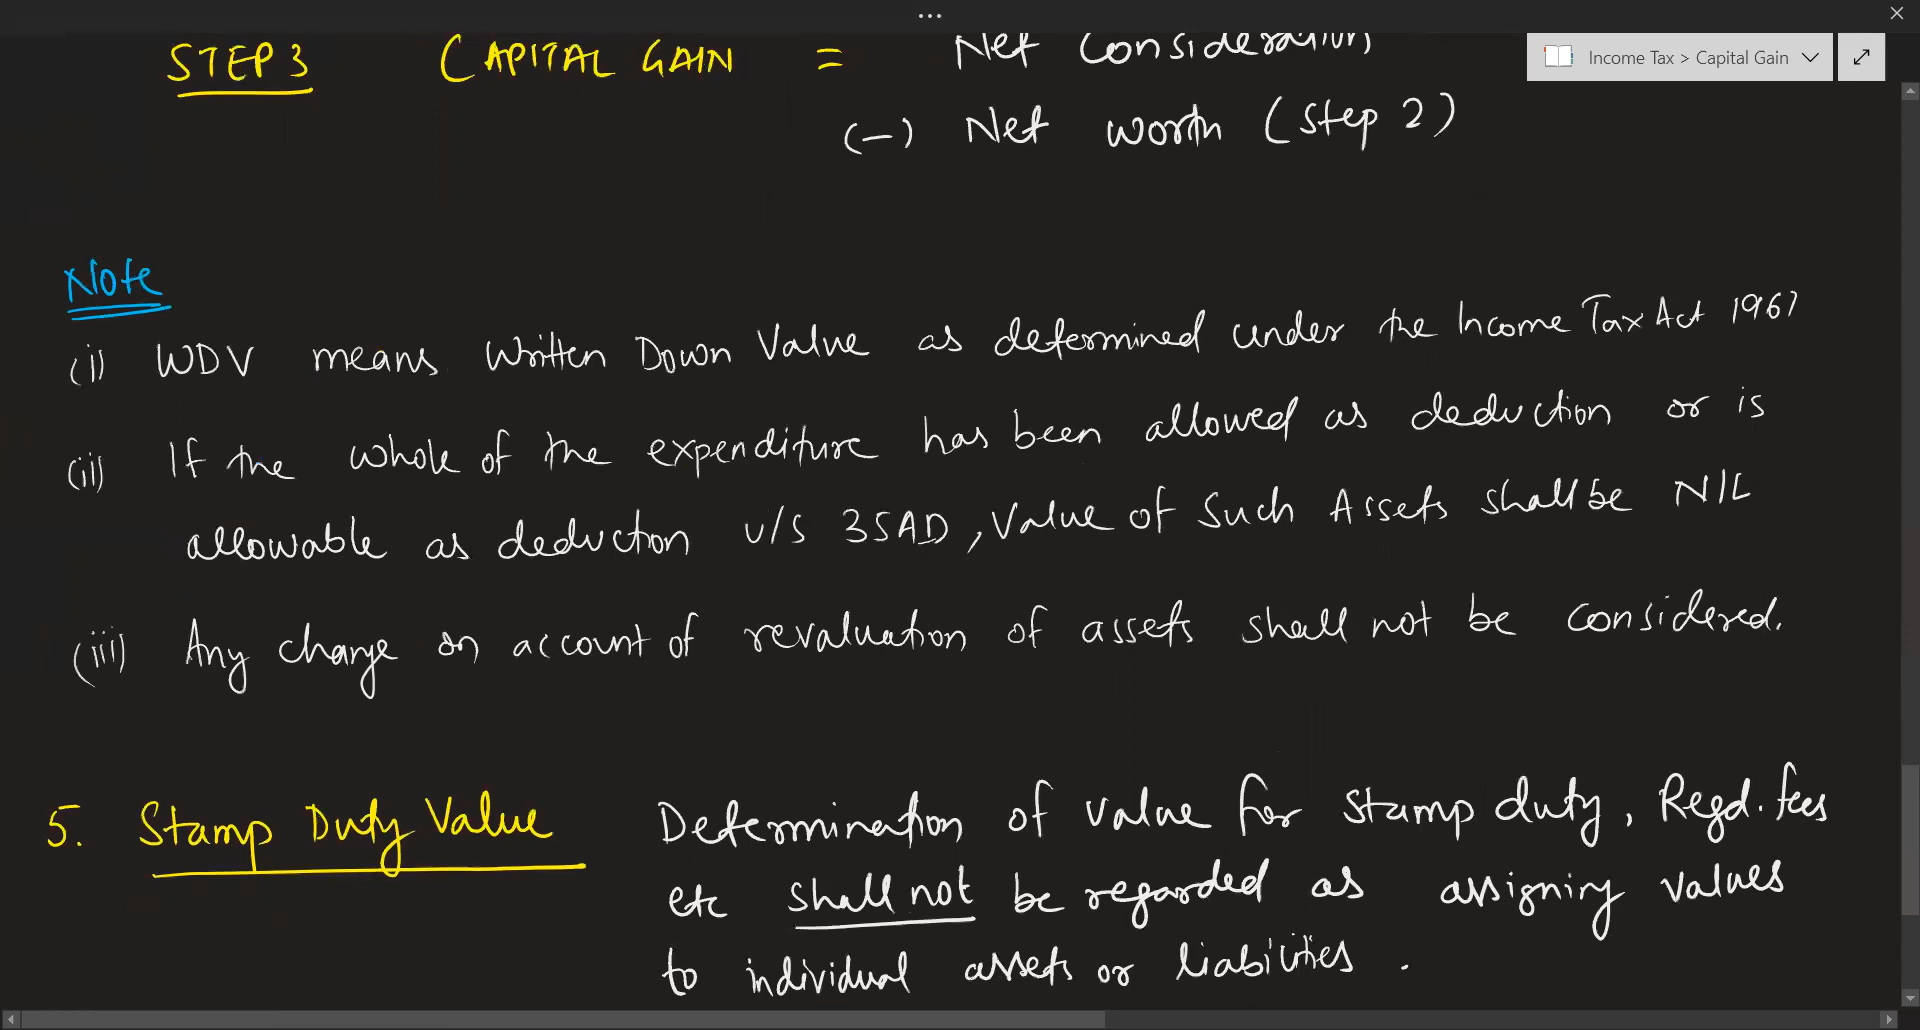 ...
STEP 3 CAPITAL GAIN = Net Consideration
Income Tax > Capital Gain
(-) Net worth (Step 2)
Note
(i) WDV means Written Down Value as determined under the Income Tax Act 1961
(ii) If the whole of the expenditure has been allowed as deduction or is
allowable as deduction u/s 35AD, Value of Such Assets shall be NIL
(iii) Any change on account of revaluation of assets shall not be considered.
5. Stamp Duty Value Determination of value for stamp duty, Regd. fees
etc shall not be regarded as assigning values
to individual assets or liabilities.